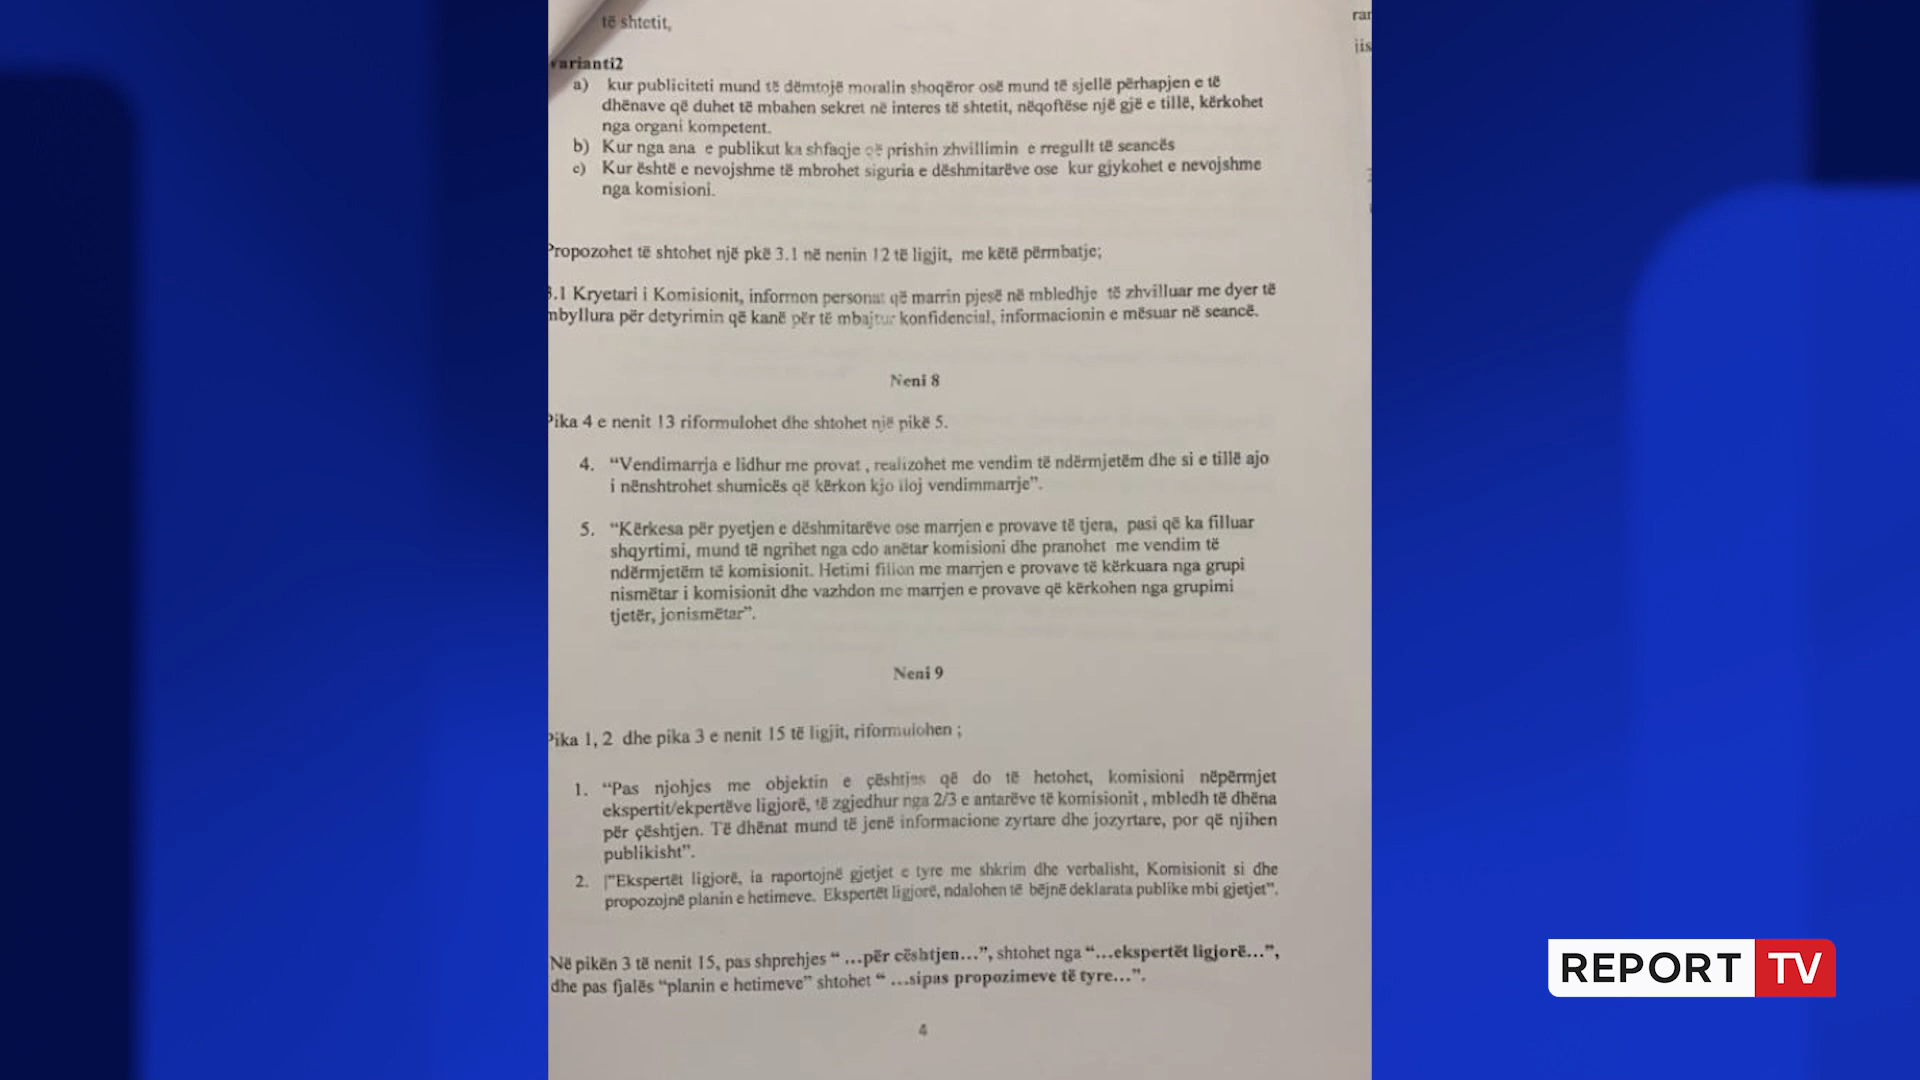 të shtetit,
varianti2
a) kur publiciteti mund të dëmtojë moralin shoqëror osë mund të sjellë përhapjen e të
dhënave që duhet të mbahen sekret në interes të shtetit, nëqoftëse një gjë e tillë, kërkohet
nga organi kompetent.
b) Kur nga ana e publikut ka shfaqje që prishin zhvillimin e rregullt të seancës
c) Kur është e nevojshme të mbrohet siguria e dëshmitarëve ose kur gjykohet e nevojshme
nga komisioni.
Propozohet të shtohet një pkë 3.1 në nenin 12 të ligjit, me këtë përmbatje;
3.1 Kryetari i Komisionit, informon personat që marrin pjesë në mbledhje të zhvilluar me dyer të
mbyllura për detyrimin që kanë për të mbajtur konfidencial, informacionin e mësuar në seancë.
Neni 8
Pika 4 e nenit 13 riformulohet dhe shtohet një pikë 5.
4. “Vendimarrja e lidhur me provat , realizohet me vendim të ndërmjetëm dhe si e tillë ajo
i nënshtrohet shumicës që kërkon kjo lloj vendimmarrje”.
5. “Kërkesa për pyetjen e dëshmitarëve ose marrjen e provave të tjera, pasi që ka filluar
shqyrtimi, mund të ngrihet nga cdo anëtar komisioni dhe pranohet me vendim të
ndërmjetëm të komisionit. Hetimi fillon me marrjen e provave të kërkuara nga grupi
nismëtar i komisionit dhe vazhdon me marrjen e provave që kërkohen nga grupimi
tjetër, jonismëtar”.
Neni 9
Pika 1, 2 dhe pika 3 e nenit 15 të ligjit, riformulohen ;
1. “Pas njohjes me objektin e çështjes që do të hetohet, komisioni nëpërmjet
ekspertit/ekpertëve ligjorë, të zgjedhur nga 2/3 e antarëve të komisionit , mbledh të dhëna
për çështjen. Të dhënat mund të jenë informacione zyrtare dhe jozyrtare, por që njihen
publikisht”.
2. |”Ekspertët ligjorë, ia raportojnë gjetjet e tyre me shkrim dhe verbalisht, Komisionit si dhe
propozojnë planin e hetimeve. Ekspertët ligjorë, ndalohen të bëjnë deklarata publike mbi gjetjet”.
Në pikën 3 të nenit 15, pas shprehjes “ …për cështjen…”, shtohet nga “…ekspertët ligjorë…”,
dhe pas fjalës “planin e hetimeve” shtohet “ …sipas propozimeve të tyre…”.
4
REPORT TV